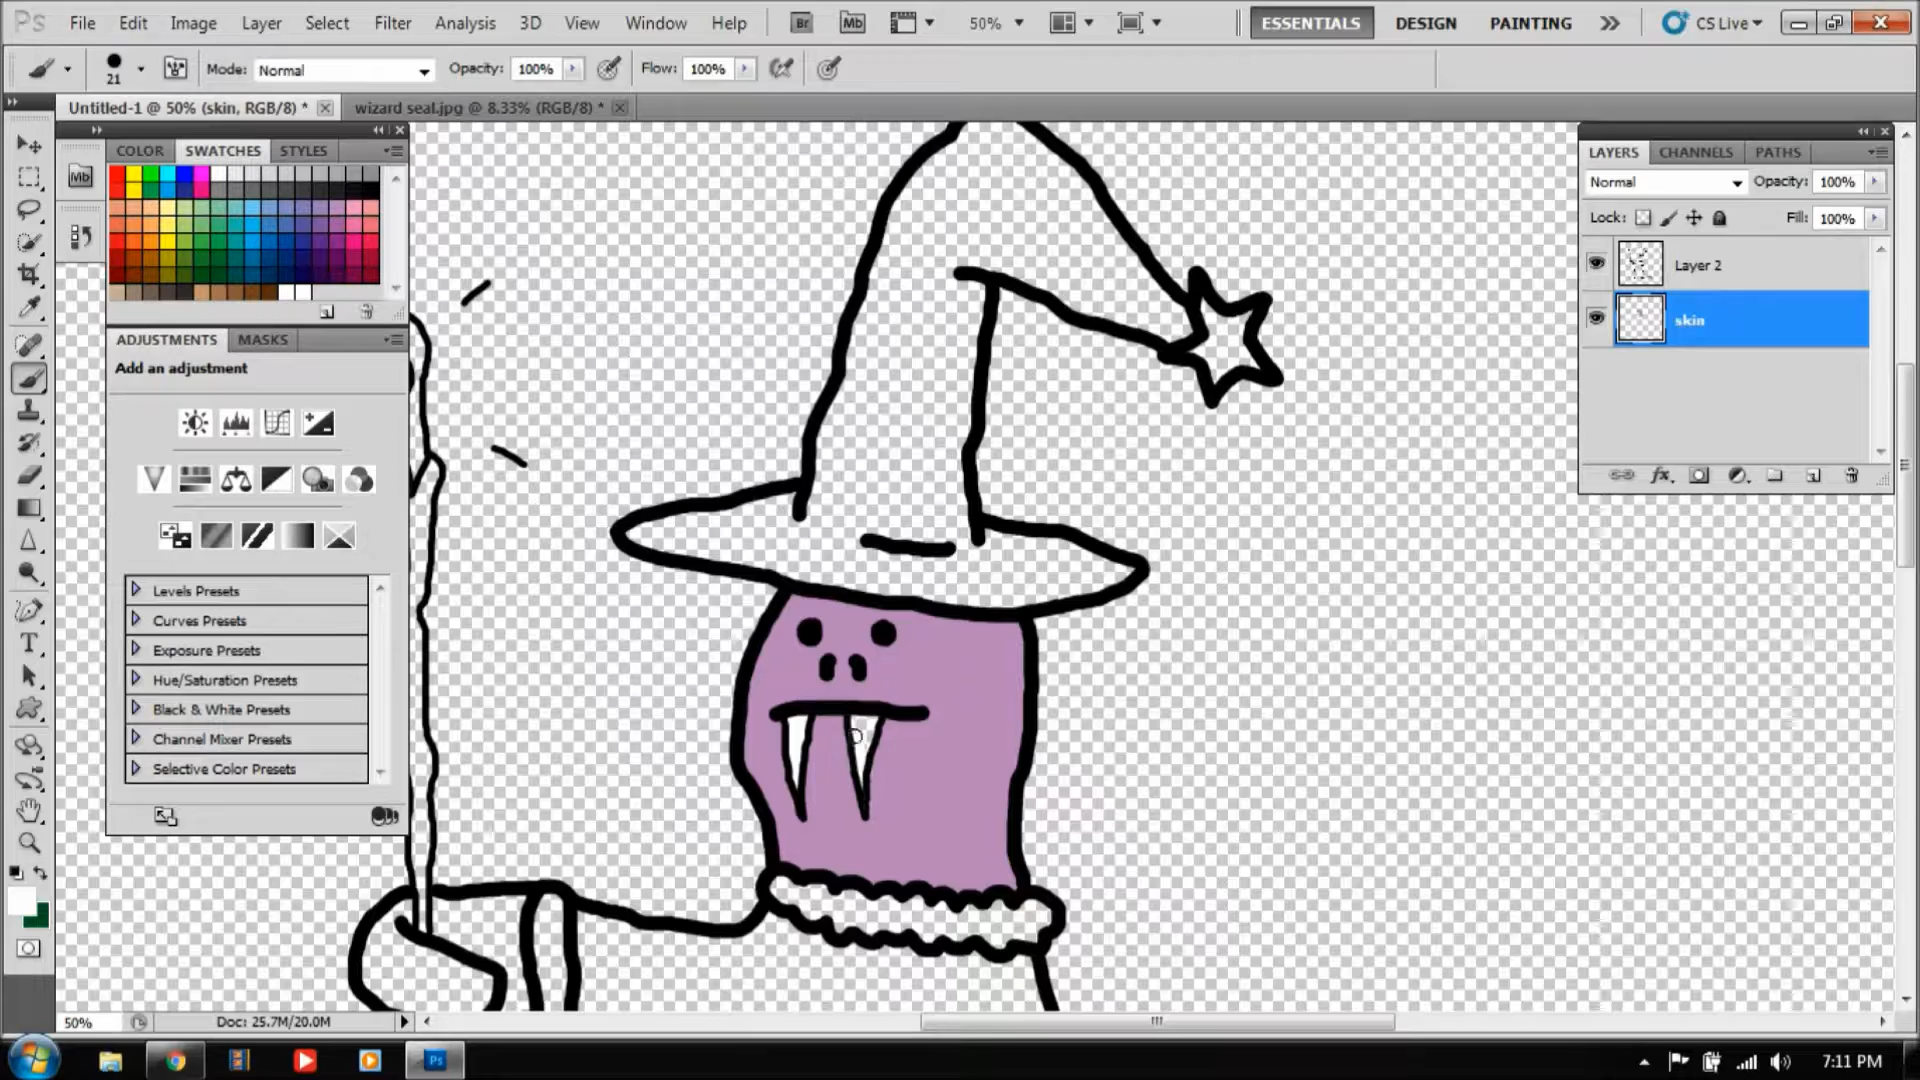 Ps File Edit Image Layer Select Filter Analysis 3D View Window Help Br Mb 50% ESSENTIALS DESIGN PAINTING CS Live
21 Mode: Normal Opacity: 100% Flow: 100%
Untitled-1 @ 50% (skin, RGB/8) * wizard seal.jpg @ 8.33% (RGB/8) *
COLOR SWATCHES STYLES
Mb
ADJUSTMENTS MASKS
Add an adjustment
Levels Presets
Curves Presets
Exposure Presets
Hue/Saturation Presets
Black & White Presets
Channel Mixer Presets
Selective Color Presets
LAYERS CHANNELS PATHS
Normal Opacity: 100%
Lock: Fill: 100%
Layer 2
skin
fx
T
50% Doc: 25.7M/20.0M
Ps 7:11 PM